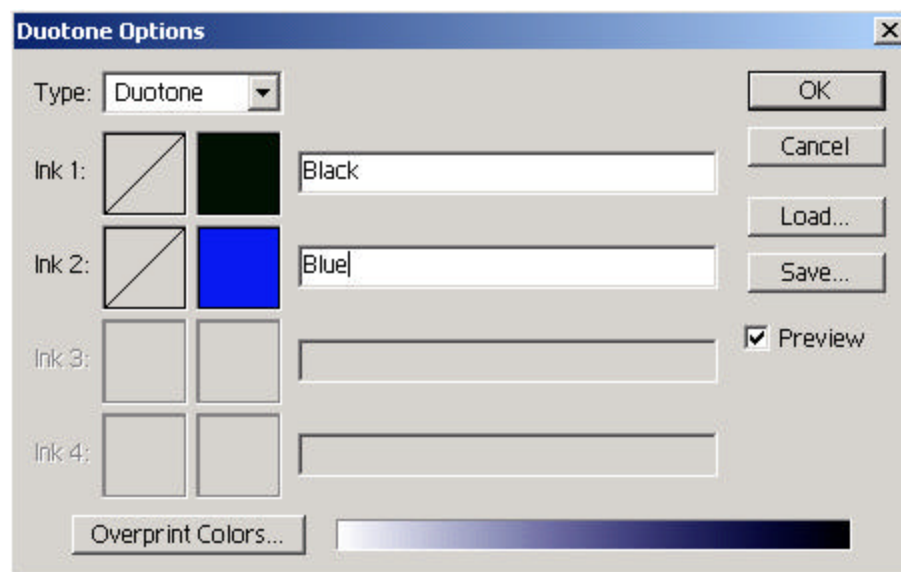 Duotone Options
Type: Duotone
OK
Ink 1: Black
Cancel
Load...
Ink 2: Blue
Save...
Preview
Ink 3:
Ink 4:
Overprint Colors...